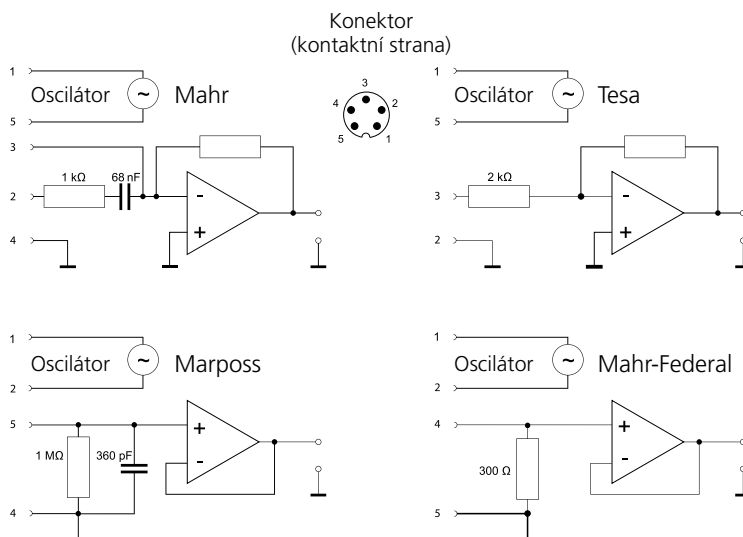 Konektor
(kontaktní strana)
1
Oscilátor ~ Mahr
5
3
1 kΩ 68 nF
2
-
+
4
3
4 2
5 1
1
Oscilátor ~ Tesa
5
2 kΩ
3
-
+
2
1
Oscilátor ~ Marposs
2
5
+
-
1 MΩ 360 pF
4
1
Oscilátor ~ Mahr-Federal
2
4
+
-
300 Ω
5